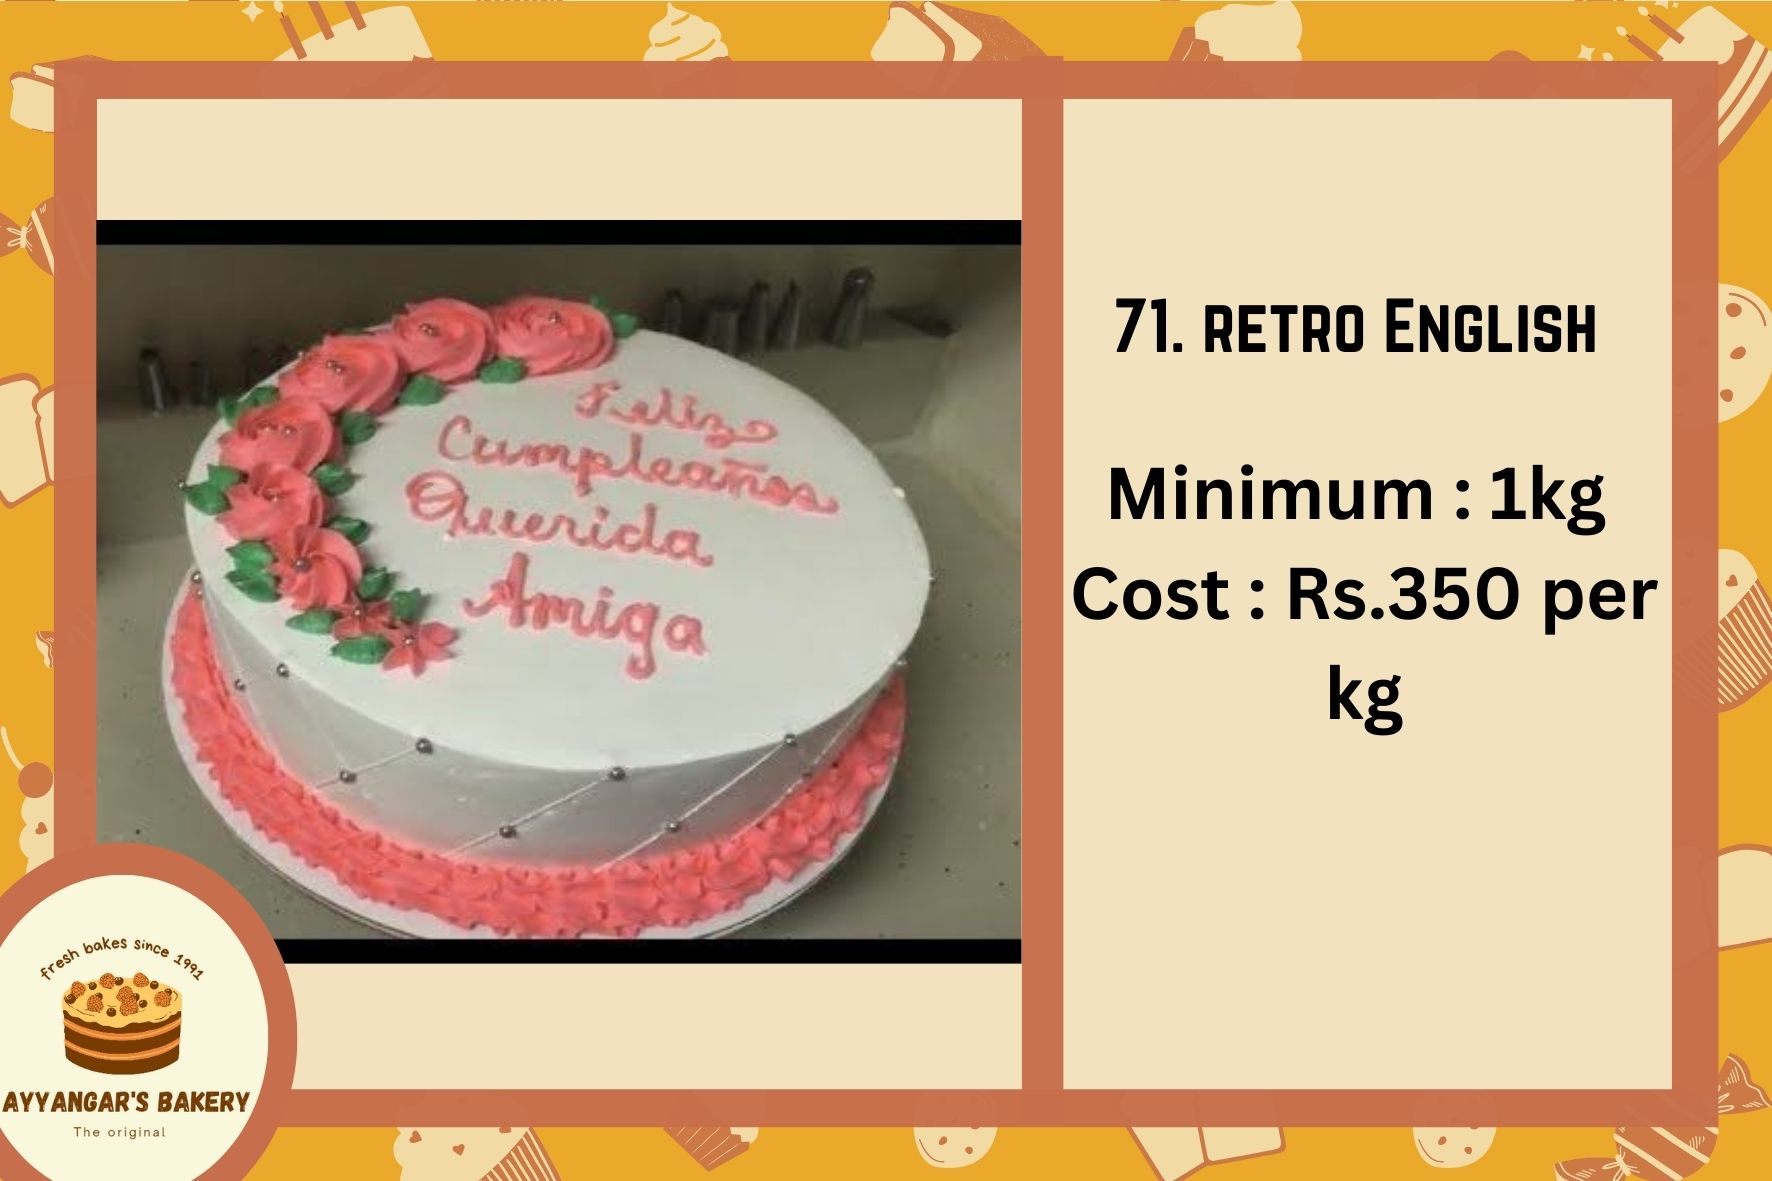 Feliz
Cumpleaños
Querida
Amiga
71. RETRO ENGLISH
Minimum : 1kg
Cost : Rs.350 per
kg
fresh bakes since 1991
AYYANGAR'S BAKERY
The original